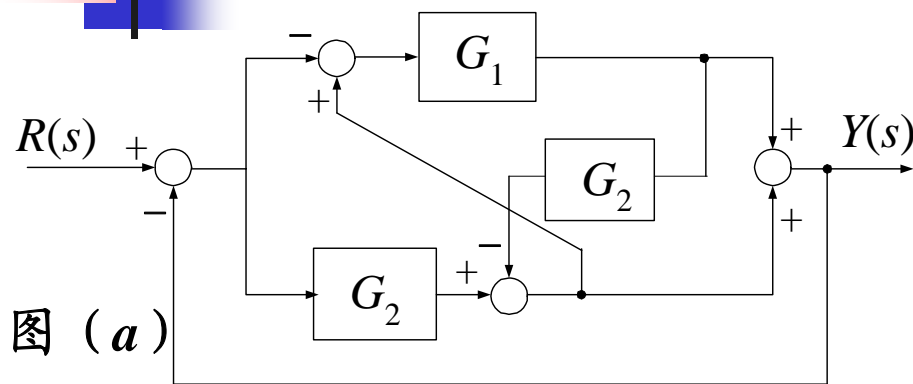 − G₁
+
R(s) + + Y(s)
G₂
− − +
+
G₂
图（a）